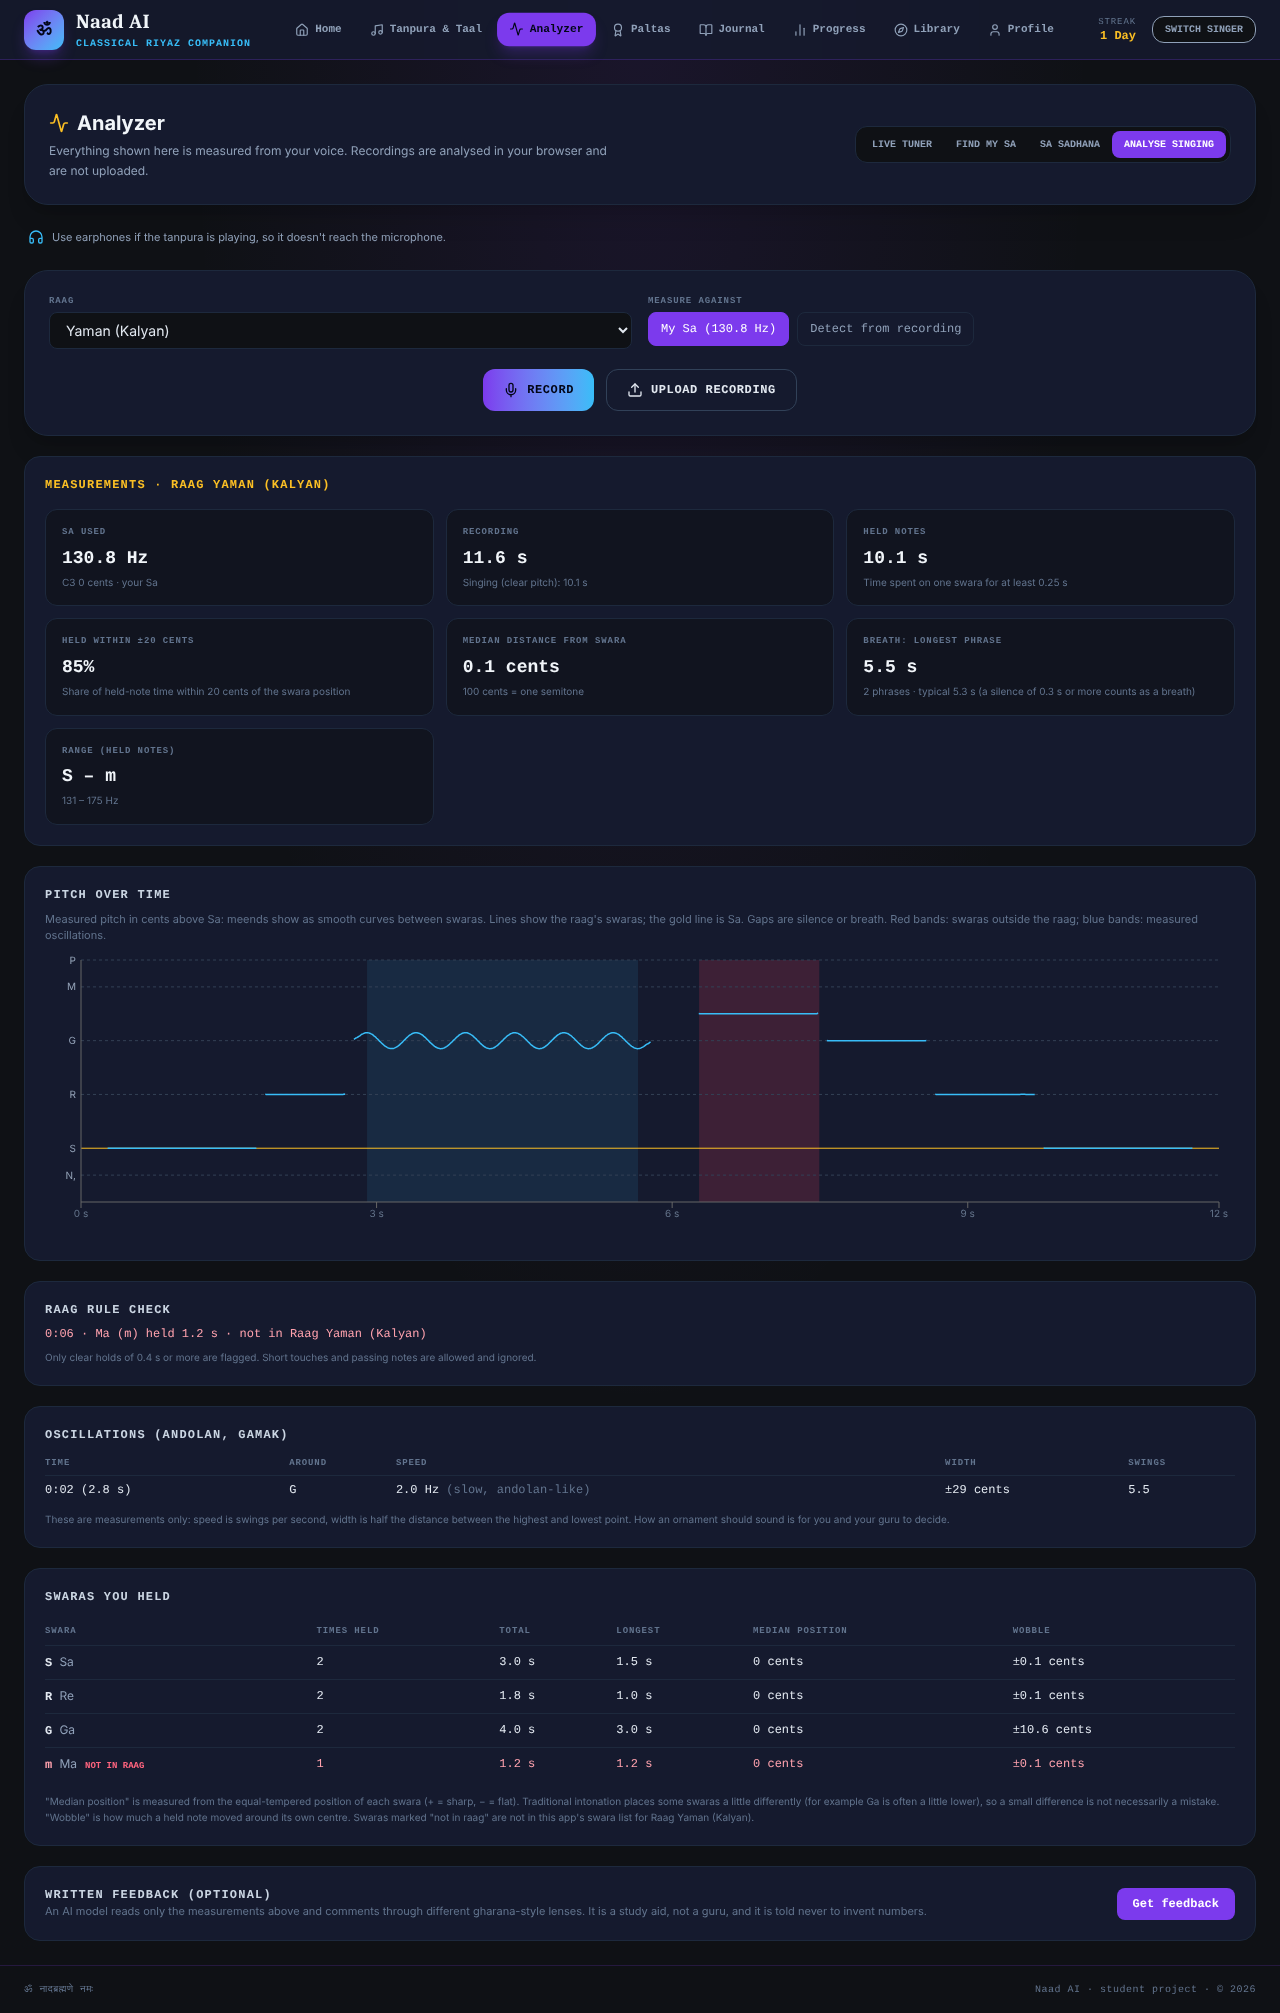 ॐ
Naad AI
CLASSICAL RIYAZ COMPANION
Home
Tanpura & Taal
Analyzer
Paltas
Journal
Progress
Library
Profile
STREAK
1 Day
SWITCH SINGER
Analyzer
Everything shown here is measured from your voice. Recordings are analysed in your browser and
are not uploaded.
LIVE TUNER
FIND MY SA
SA SADHANA
ANALYSE SINGING
Use earphones if the tanpura is playing, so it doesn't reach the microphone.
RAAG
Yaman (Kalyan)
MEASURE AGAINST
My Sa (130.8 Hz)
Detect from recording
RECORD
UPLOAD RECORDING
MEASUREMENTS · RAAG YAMAN (KALYAN)
SA USED
130.8 Hz
C3 0 cents · your Sa
RECORDING
11.6 s
Singing (clear pitch): 10.1 s
HELD NOTES
10.1 s
Time spent on one swara for at least 0.25 s
HELD WITHIN ±20 CENTS
85%
Share of held-note time within 20 cents of the swara position
MEDIAN DISTANCE FROM SWARA
0.1 cents
100 cents = one semitone
BREATH: LONGEST PHRASE
5.5 s
2 phrases · typical 5.3 s (a silence of 0.3 s or more counts as a breath)
RANGE (HELD NOTES)
S – m
131 – 175 Hz
PITCH OVER TIME
Measured pitch in cents above Sa: meends show as smooth curves between swaras. Lines show the raag's swaras; the gold line is Sa. Gaps are silence or breath. Red bands: swaras outside the raag; blue bands: measured
oscillations.
P
M
G
R
S
N,
0 s
3 s
6 s
9 s
12 s
RAAG RULE CHECK
0:06 · Ma (m) held 1.2 s · not in Raag Yaman (Kalyan)
Only clear holds of 0.4 s or more are flagged. Short touches and passing notes are allowed and ignored.
OSCILLATIONS (ANDOLAN, GAMAK)
TIME AROUND SPEED WIDTH SWINGS
0:02 (2.8 s) G 2.0 Hz (slow, andolan-like) ±29 cents 5.5
These are measurements only: speed is swings per second, width is half the distance between the highest and lowest point. How an ornament should sound is for you and your guru to decide.
SWARAS YOU HELD
SWARA TIMES HELD TOTAL LONGEST MEDIAN POSITION WOBBLE
S Sa 2 3.0 s 1.5 s 0 cents ±0.1 cents
R Re 2 1.8 s 1.0 s 0 cents ±0.1 cents
G Ga 2 4.0 s 3.0 s 0 cents ±10.6 cents
m Ma NOT IN RAAG 1 1.2 s 1.2 s 0 cents ±0.1 cents
"Median position" is measured from the equal-tempered position of each swara (+ = sharp, − = flat). Traditional intonation places some swaras a little differently (for example Ga is often a little lower), so a small difference is not necessarily a mistake.
"Wobble" is how much a held note moved around its own centre. Swaras marked "not in raag" are not in this app's swara list for Raag Yaman (Kalyan).
WRITTEN FEEDBACK (OPTIONAL)
An AI model reads only the measurements above and comments through different gharana-style lenses. It is a study aid, not a guru, and it is told never to invent numbers.
Get feedback
ॐ नादब्रह्मणे नमः
Naad AI · student project · © 2026